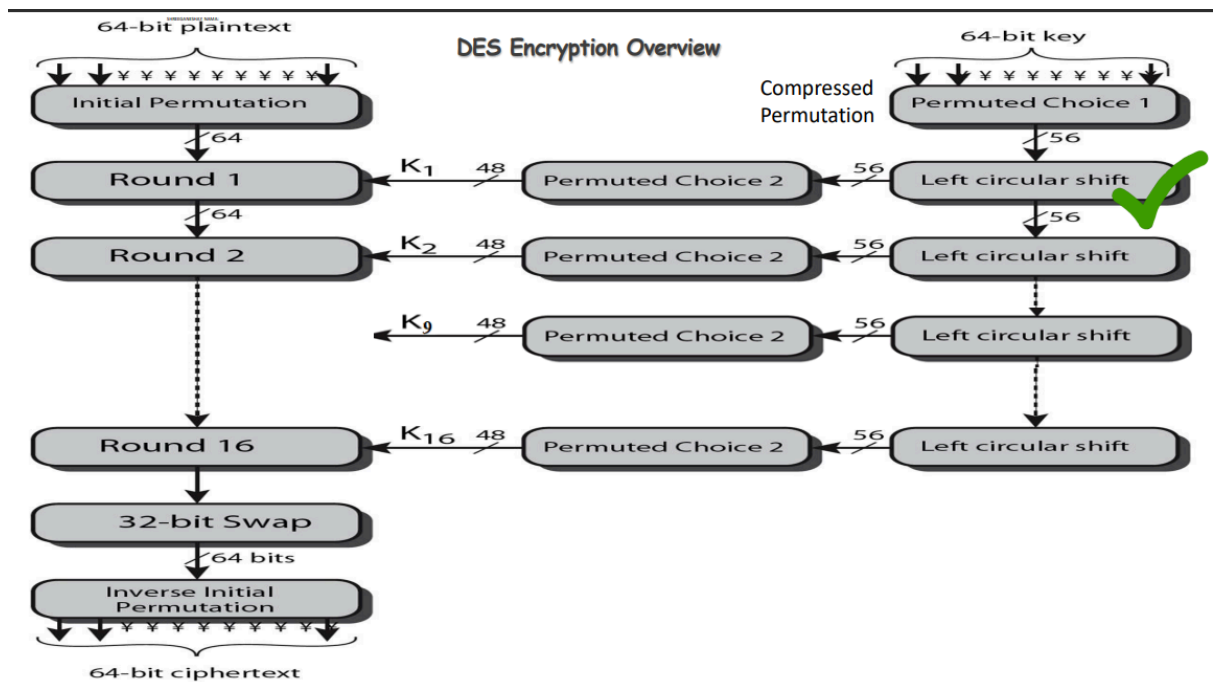 64-bit plaintext
DES Encryption Overview
64-bit key
¥ ¥ ¥ ¥ ¥ ¥ ¥ ¥ ¥
¥ ¥ ¥ ¥ ¥ ¥ ¥ ¥ ¥
Initial Permutation
Compressed
Permutation
Permuted Choice 1
64
56
Round 1
K1
48
Permuted Choice 2
56
Left circular shift
64
56
Round 2
K2
48
Permuted Choice 2
56
Left circular shift
K9
48
Permuted Choice 2
56
Left circular shift
Round 16
K16
48
Permuted Choice 2
56
Left circular shift
32-bit Swap
64 bits
Inverse Initial
Permutation
¥ ¥ ¥ ¥ ¥ ¥ ¥ ¥ ¥
64-bit ciphertext